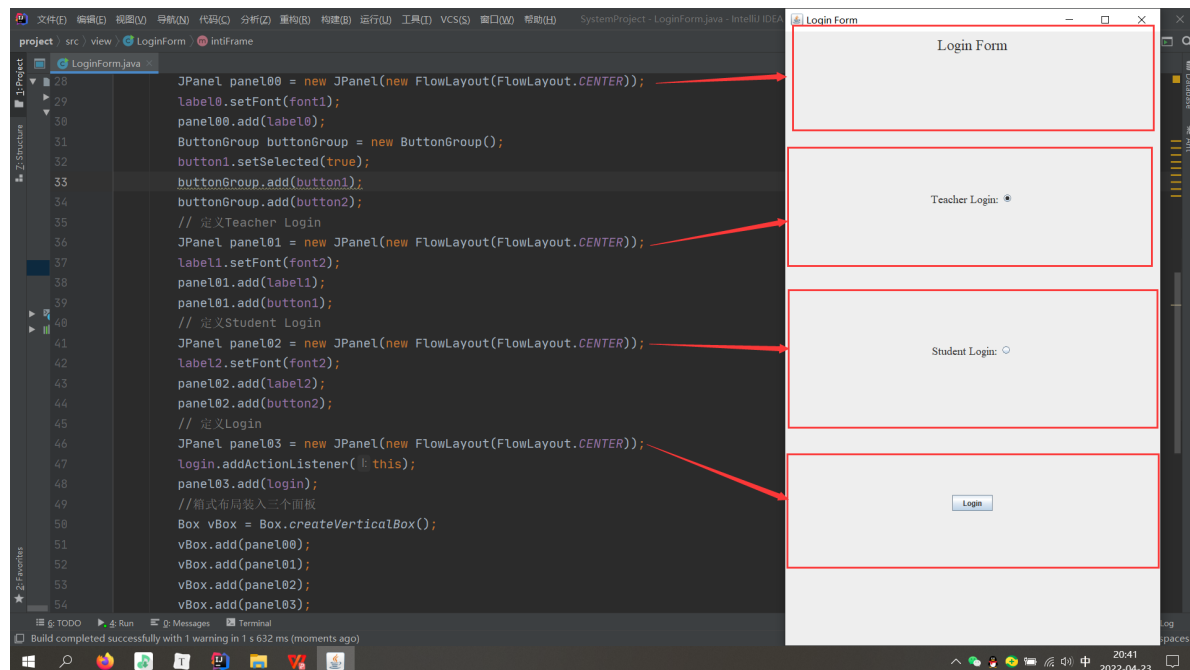 文件(F) 编辑(E) 视图(V) 导航(N) 代码(C) 分析(Z) 重构(R) 构建(B) 运行(U) 工具(T) VCS(S) 窗口(W) 帮助(H) SystemProject - LoginForm.java - IntelliJ IDEA
project src view LoginForm intiFrame
1: Project
LoginForm.java
Z: Structure
2: Favorites
28 JPanel panel00 = new JPanel(new FlowLayout(FlowLayout.CENTER));
29 label0.setFont(font1);
30 panel00.add(label0);
31 ButtonGroup buttonGroup = new ButtonGroup();
32 button1.setSelected(true);
33 buttonGroup.add(button1);
34 buttonGroup.add(button2);
35 // 定义Teacher Login
36 JPanel panel01 = new JPanel(new FlowLayout(FlowLayout.CENTER));
37 label1.setFont(font2);
38 panel01.add(label1);
39 panel01.add(button1);
40 // 定义Student Login
41 JPanel panel02 = new JPanel(new FlowLayout(FlowLayout.CENTER));
42 label2.setFont(font2);
43 panel02.add(label2);
44 panel02.add(button2);
45 // 定义Login
46 JPanel panel03 = new JPanel(new FlowLayout(FlowLayout.CENTER));
47 login.addActionListener( l: this);
48 panel03.add(login);
49 //箱式布局装入三个面板
50 Box vBox = Box.createVerticalBox();
51 vBox.add(panel00);
52 vBox.add(panel01);
53 vBox.add(panel02);
54 vBox.add(panel03);
Login Form
Login Form
Teacher Login:
Student Login:
Login
Database
6: TODO 4: Run 0: Messages Terminal
Log
Build completed successfully with 1 warning in 1 s 632 ms (moments ago)
spaces
中
20:41
2022-04-23